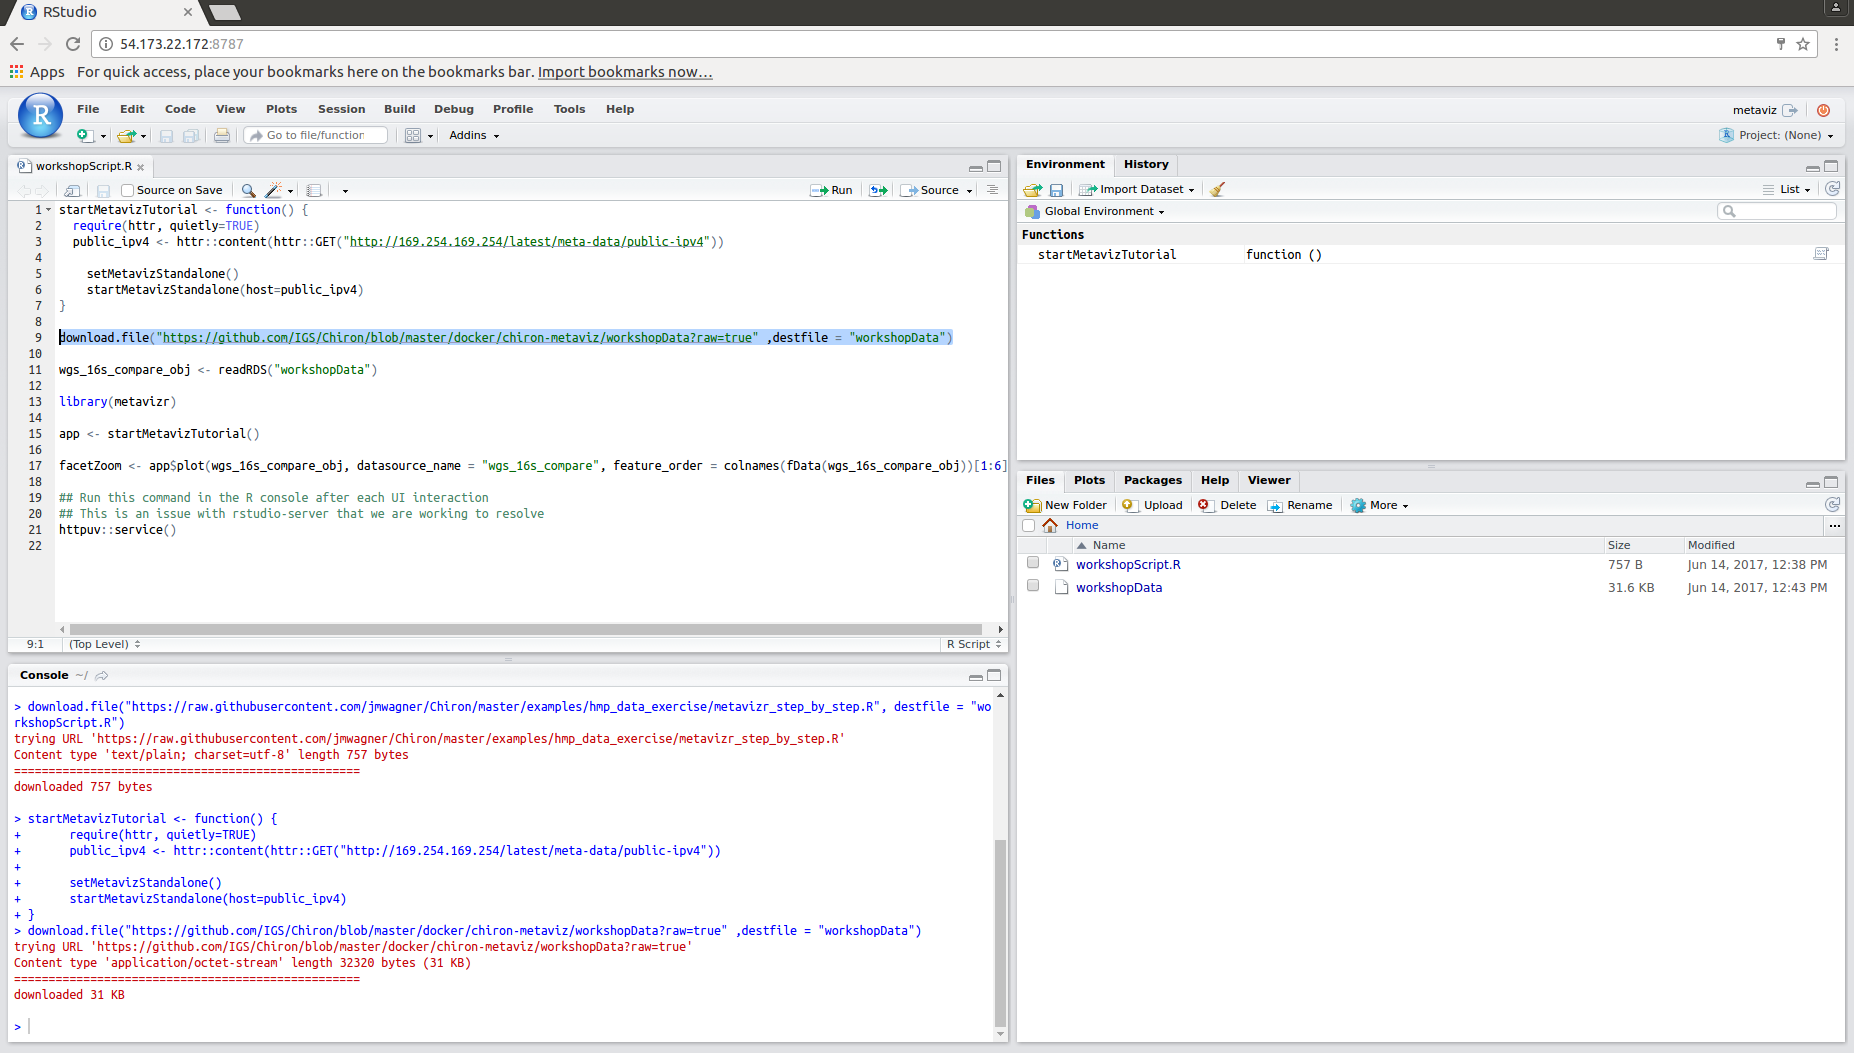 RStudio
54.173.22.172:8787
Apps For quick access, place your bookmarks here on the bookmarks bar. Import bookmarks now...
R
File Edit Code View Plots Session Build Debug Profile Tools Help
metaviz
Go to file/function
Addins
Project: (None)
workshopScript.R
Source on Save
Run
Source
1 startMetavizTutorial <- function() {
2 require(httr, quietly=TRUE)
3 public_ipv4 <- httr::content(httr::GET("http://169.254.169.254/latest/meta-data/public-ipv4"))
4
5 setMetavizStandalone()
6 startMetavizStandalone(host=public_ipv4)
7 }
8
9 download.file("https://github.com/IGS/Chiron/blob/master/docker/chiron-metaviz/workshopData?raw=true" ,destfile = "workshopData")
10
11 wgs_16s_compare_obj <- readRDS("workshopData")
12
13 library(metavizr)
14
15 app <- startMetavizTutorial()
16
17 facetZoom <- app$plot(wgs_16s_compare_obj, datasource_name = "wgs_16s_compare", feature_order = colnames(fData(wgs_16s_compare_obj))[1:6]
18
19 ## Run this command in the R console after each UI interaction
20 ## This is an issue with rstudio-server that we are working to resolve
21 httpuv::service()
22
9:1 (Top Level) R Script
Console ~/
> download.file("https://raw.githubusercontent.com/jmwagner/Chiron/master/examples/hmp_data_exercise/metavizr_step_by_step.R", destfile = "wo
rkshopScript.R")
trying URL 'https://raw.githubusercontent.com/jmwagner/Chiron/master/examples/hmp_data_exercise/metavizr_step_by_step.R'
Content type 'text/plain; charset=utf-8' length 757 bytes
==================================================
downloaded 757 bytes
> startMetavizTutorial <- function() {
+ require(httr, quietly=TRUE)
+ public_ipv4 <- httr::content(httr::GET("http://169.254.169.254/latest/meta-data/public-ipv4"))
+
+ setMetavizStandalone()
+ startMetavizStandalone(host=public_ipv4)
+ }
> download.file("https://github.com/IGS/Chiron/blob/master/docker/chiron-metaviz/workshopData?raw=true" ,destfile = "workshopData")
trying URL 'https://github.com/IGS/Chiron/blob/master/docker/chiron-metaviz/workshopData?raw=true'
Content type 'application/octet-stream' length 32320 bytes (31 KB)
==================================================
downloaded 31 KB
>
Environment History
Import Dataset
List
Global Environment
Functions
startMetavizTutorial function ()
Files Plots Packages Help Viewer
New Folder Upload Delete Rename More
Home ...
Name Size Modified
workshopScript.R 757 B Jun 14, 2017, 12:38 PM
workshopData 31.6 KB Jun 14, 2017, 12:43 PM